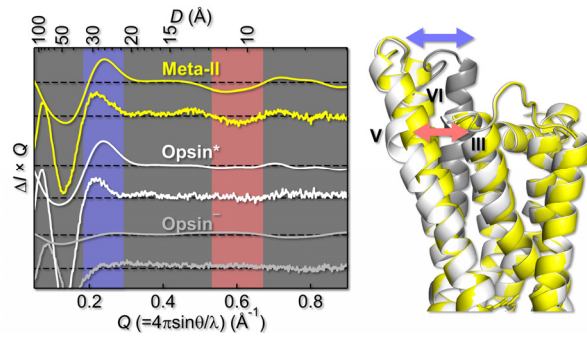 D (Å)
100 50 30 20 15 10
Meta-II
Opsin*
Opsin⁻
ΔI × Q
0.2 0.4 0.6 0.8
Q (=4πsinθ/λ) (Å⁻¹)
VI
V
III